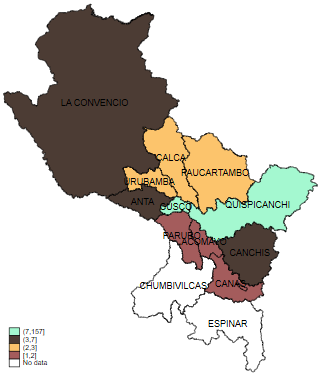 LA CONVENCIO
CALCA
PAUCARTAMBO
URUBAMBA
ANTA
CUSCO
QUISPICANCHI
PARURO
ACOMAYO
CANCHIS
CHUMBIVILCAS
CANAS
ESPINAR
(7,157]
(3,7]
(2,3]
[1,2]
No data